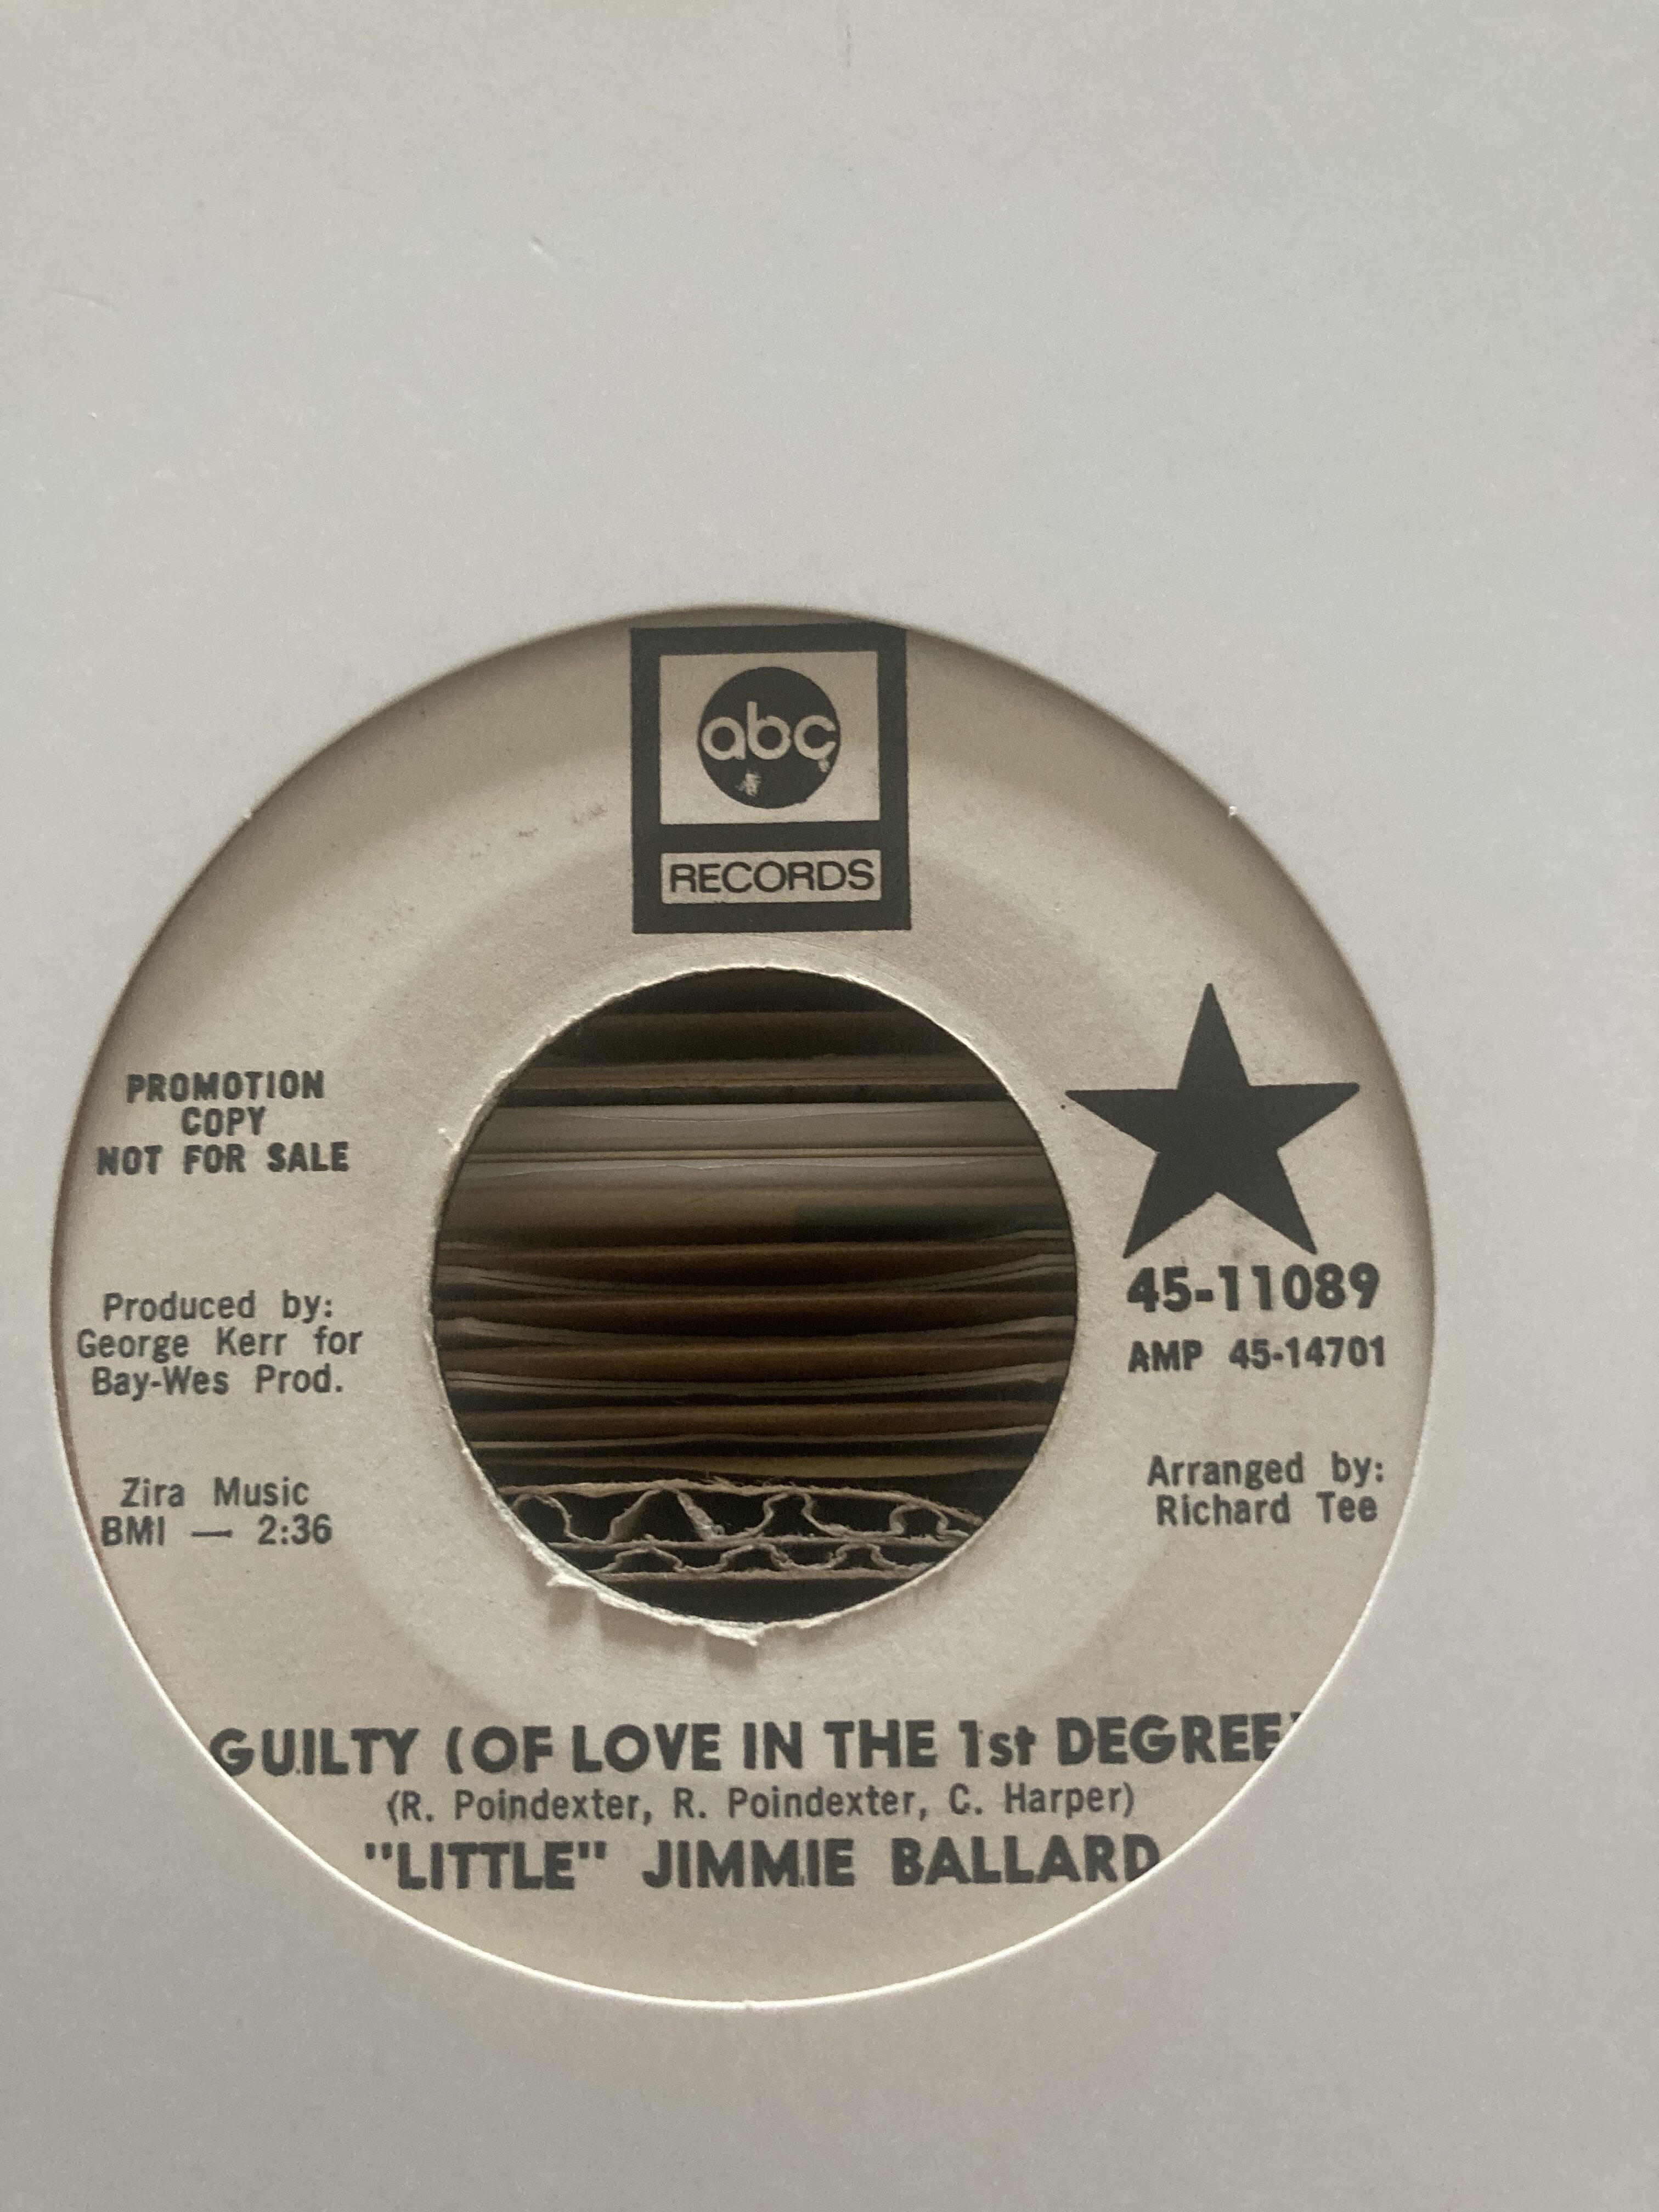 abc
RECORDS
PROMOTION
COPY
NOT FOR SALE
Produced by:
George Kerr for
Bay-Wes Prod.
Zira Music
BMI — 2:36
45-11089
AMP 45-14701
Arranged by:
Richard Tee
GUILTY (OF LOVE IN THE 1st DEGREE)
(R. Poindexter, R. Poindexter, C. Harper)
"LITTLE" JIMMIE BALLARD